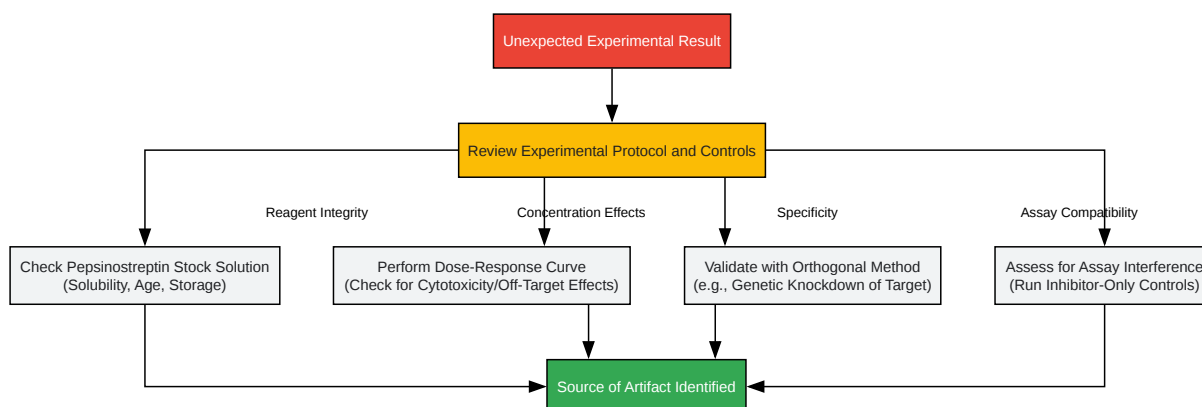 Unexpected Experimental Result
Review Experimental Protocol and Controls
Reagent Integrity
Concentration Effects
Specificity
Assay Compatibility
Check Pepsinostreptin Stock Solution
(Solubility, Age, Storage)
Perform Dose-Response Curve
(Check for Cytotoxicity/Off-Target Effects)
Validate with Orthogonal Method
(e.g., Genetic Knockdown of Target)
Assess for Assay Interference
(Run Inhibitor-Only Controls)
Source of Artifact Identified